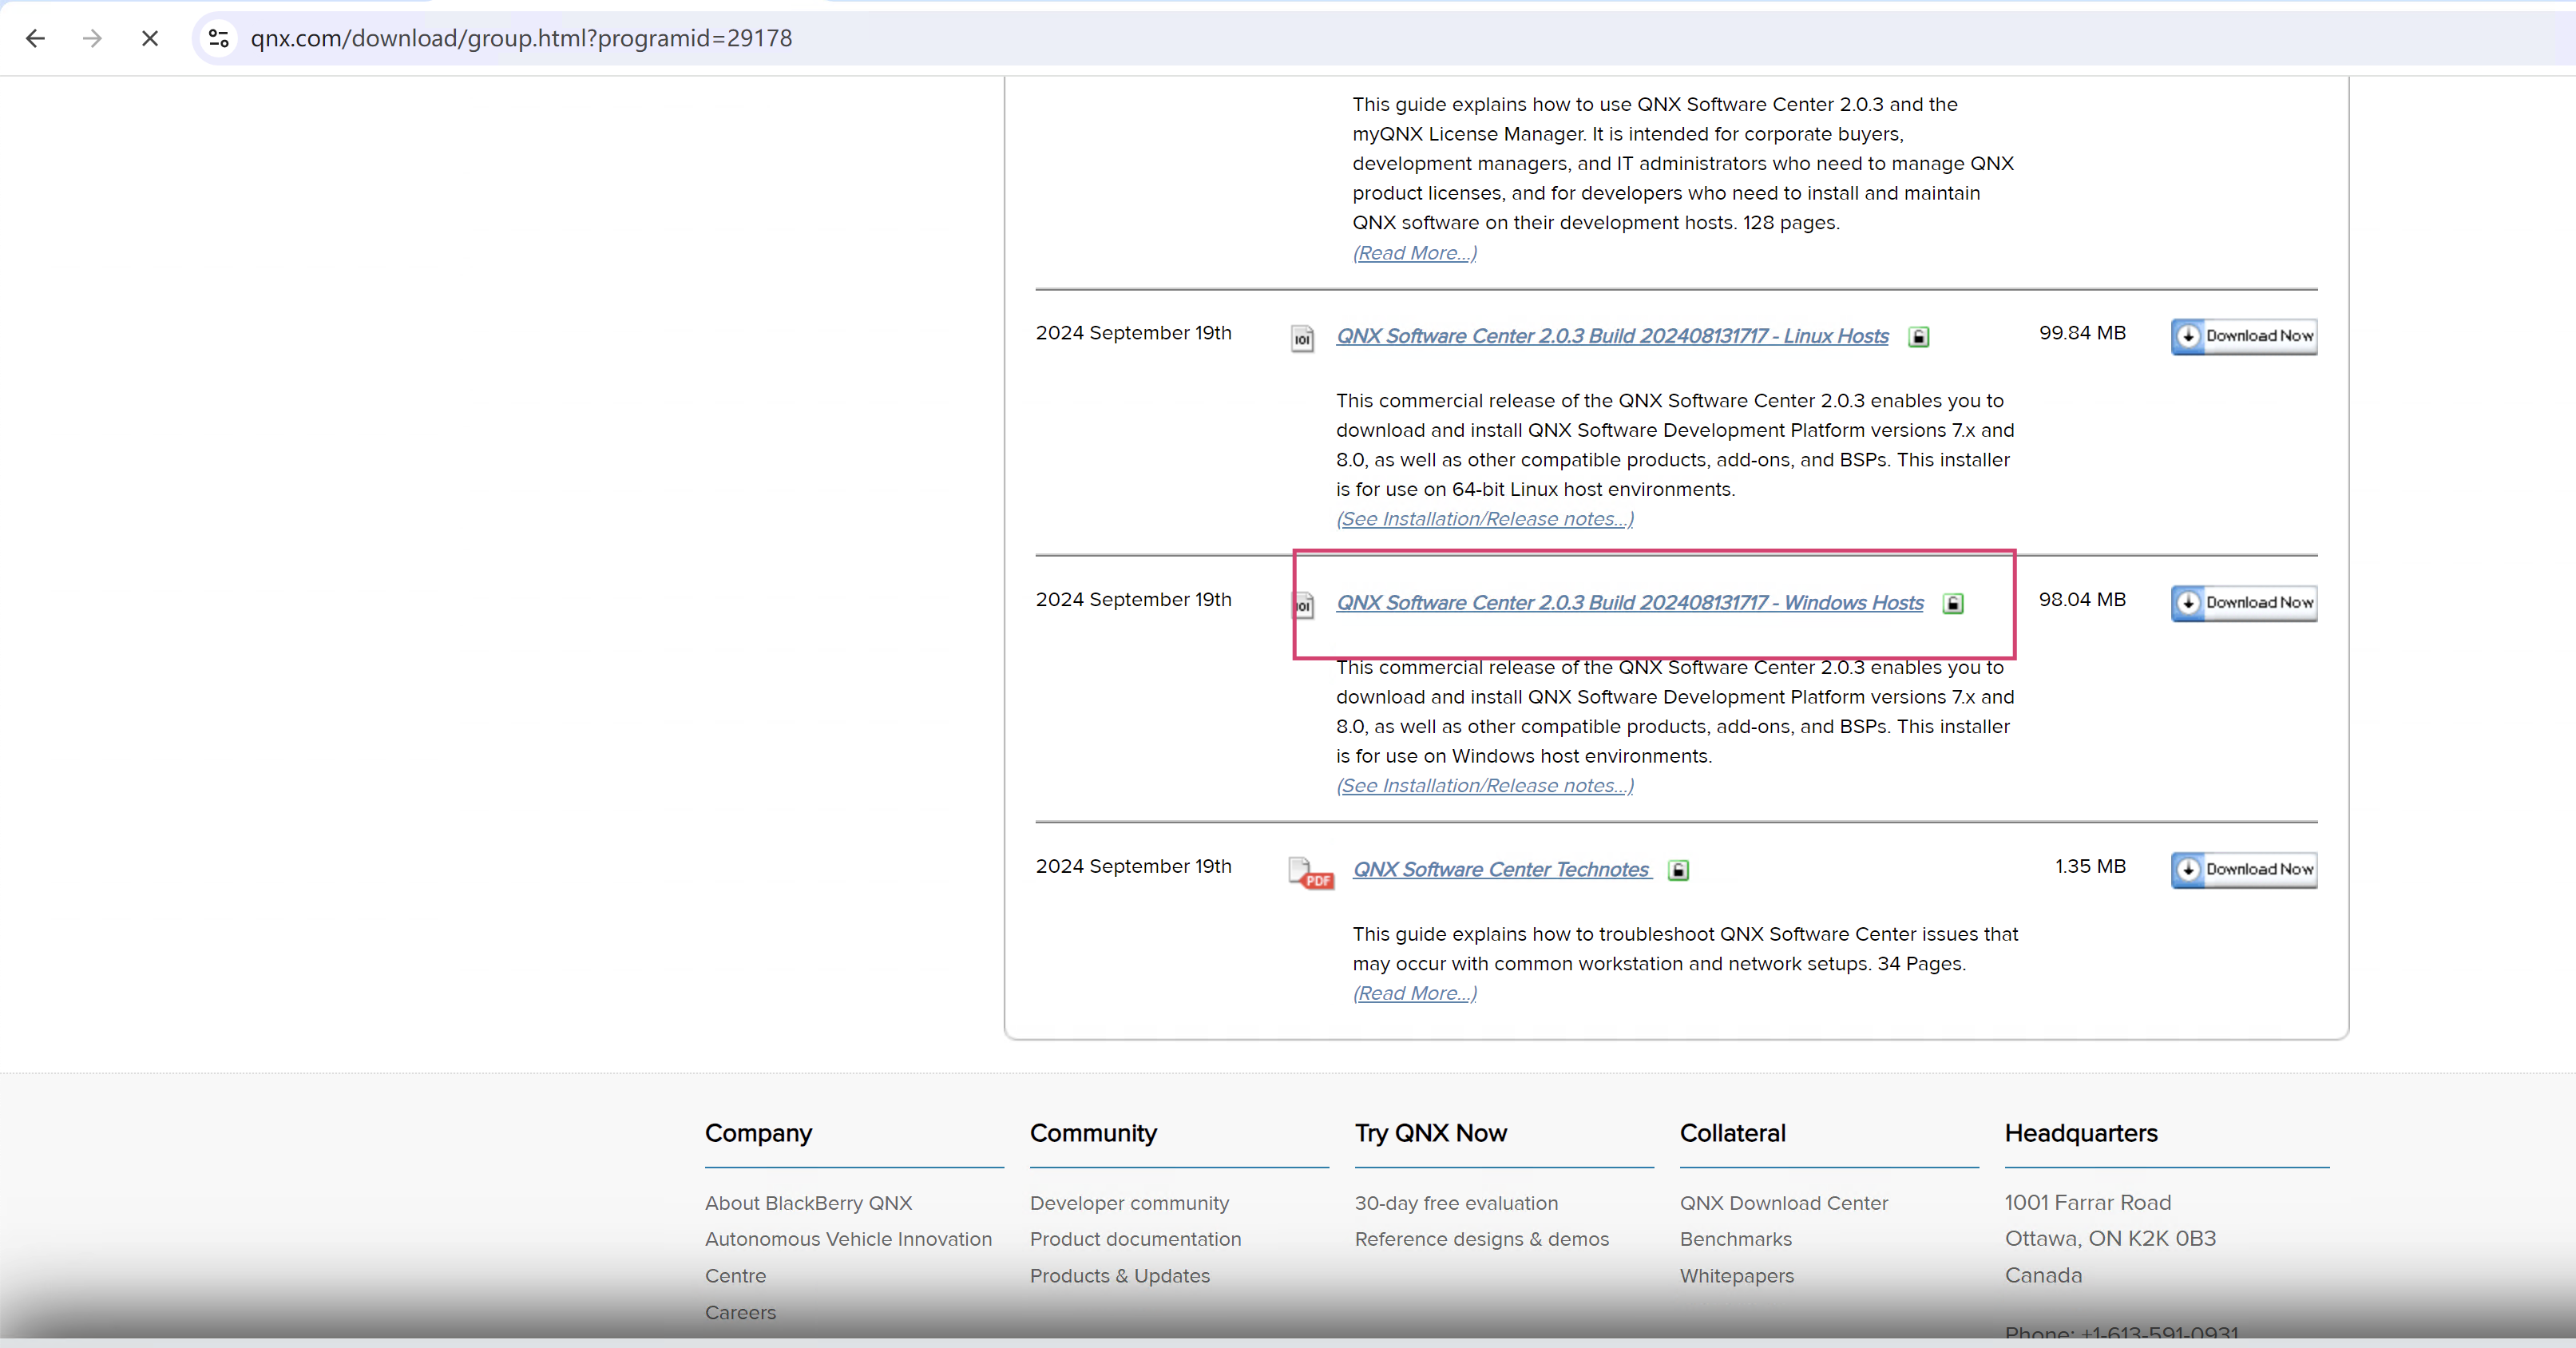 qnx.com/download/group.html?programid=29178
This guide explains how to use QNX Software Center 2.0.3 and the
myQNX License Manager. It is intended for corporate buyers,
development managers, and IT administrators who need to manage QNX
product licenses, and for developers who need to install and maintain
QNX software on their development hosts. 128 pages.
(Read More...)
2024 September 19th
101
QNX Software Center 2.0.3 Build 202408131717 - Linux Hosts
99.84 MB
Download Now
This commercial release of the QNX Software Center 2.0.3 enables you to
download and install QNX Software Development Platform versions 7.x and
8.0, as well as other compatible products, add-ons, and BSPs. This installer
is for use on 64-bit Linux host environments.
(See Installation/Release notes...)
2024 September 19th
101
QNX Software Center 2.0.3 Build 202408131717 - Windows Hosts
98.04 MB
Download Now
This commercial release of the QNX Software Center 2.0.3 enables you to
download and install QNX Software Development Platform versions 7.x and
8.0, as well as other compatible products, add-ons, and BSPs. This installer
is for use on Windows host environments.
(See Installation/Release notes...)
2024 September 19th
PDF
QNX Software Center Technotes
1.35 MB
Download Now
This guide explains how to troubleshoot QNX Software Center issues that
may occur with common workstation and network setups. 34 Pages.
(Read More...)
Company
About BlackBerry QNX
Autonomous Vehicle Innovation
Centre
Careers
Community
Developer community
Product documentation
Products & Updates
Try QNX Now
30-day free evaluation
Reference designs & demos
Collateral
QNX Download Center
Benchmarks
Whitepapers
Headquarters
1001 Farrar Road
Ottawa, ON K2K 0B3
Canada
Phone: +1-613-591-0931